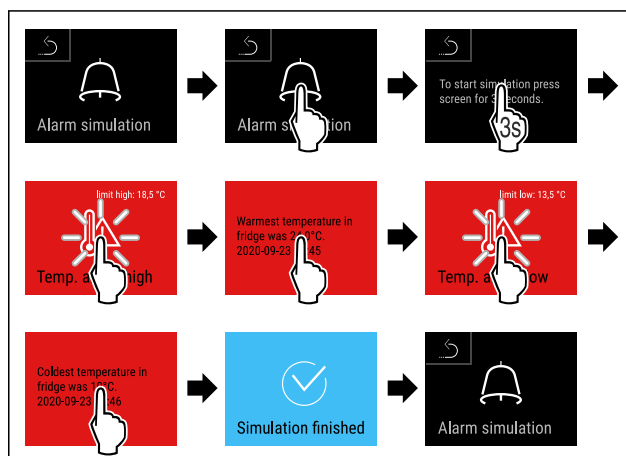 Alarm simulation
Alarm
To start simulation press
screen for 3 seconds.
3s
limit high: 18,5 °C
Temp. high
Warmest temperature in
fridge was °C.
2020-09-23 45
limit low: 13,5 °C
Temp.
Coldest temperature in
fridge was °C.
2020-09-23 46
Simulation finished
Alarm simulation